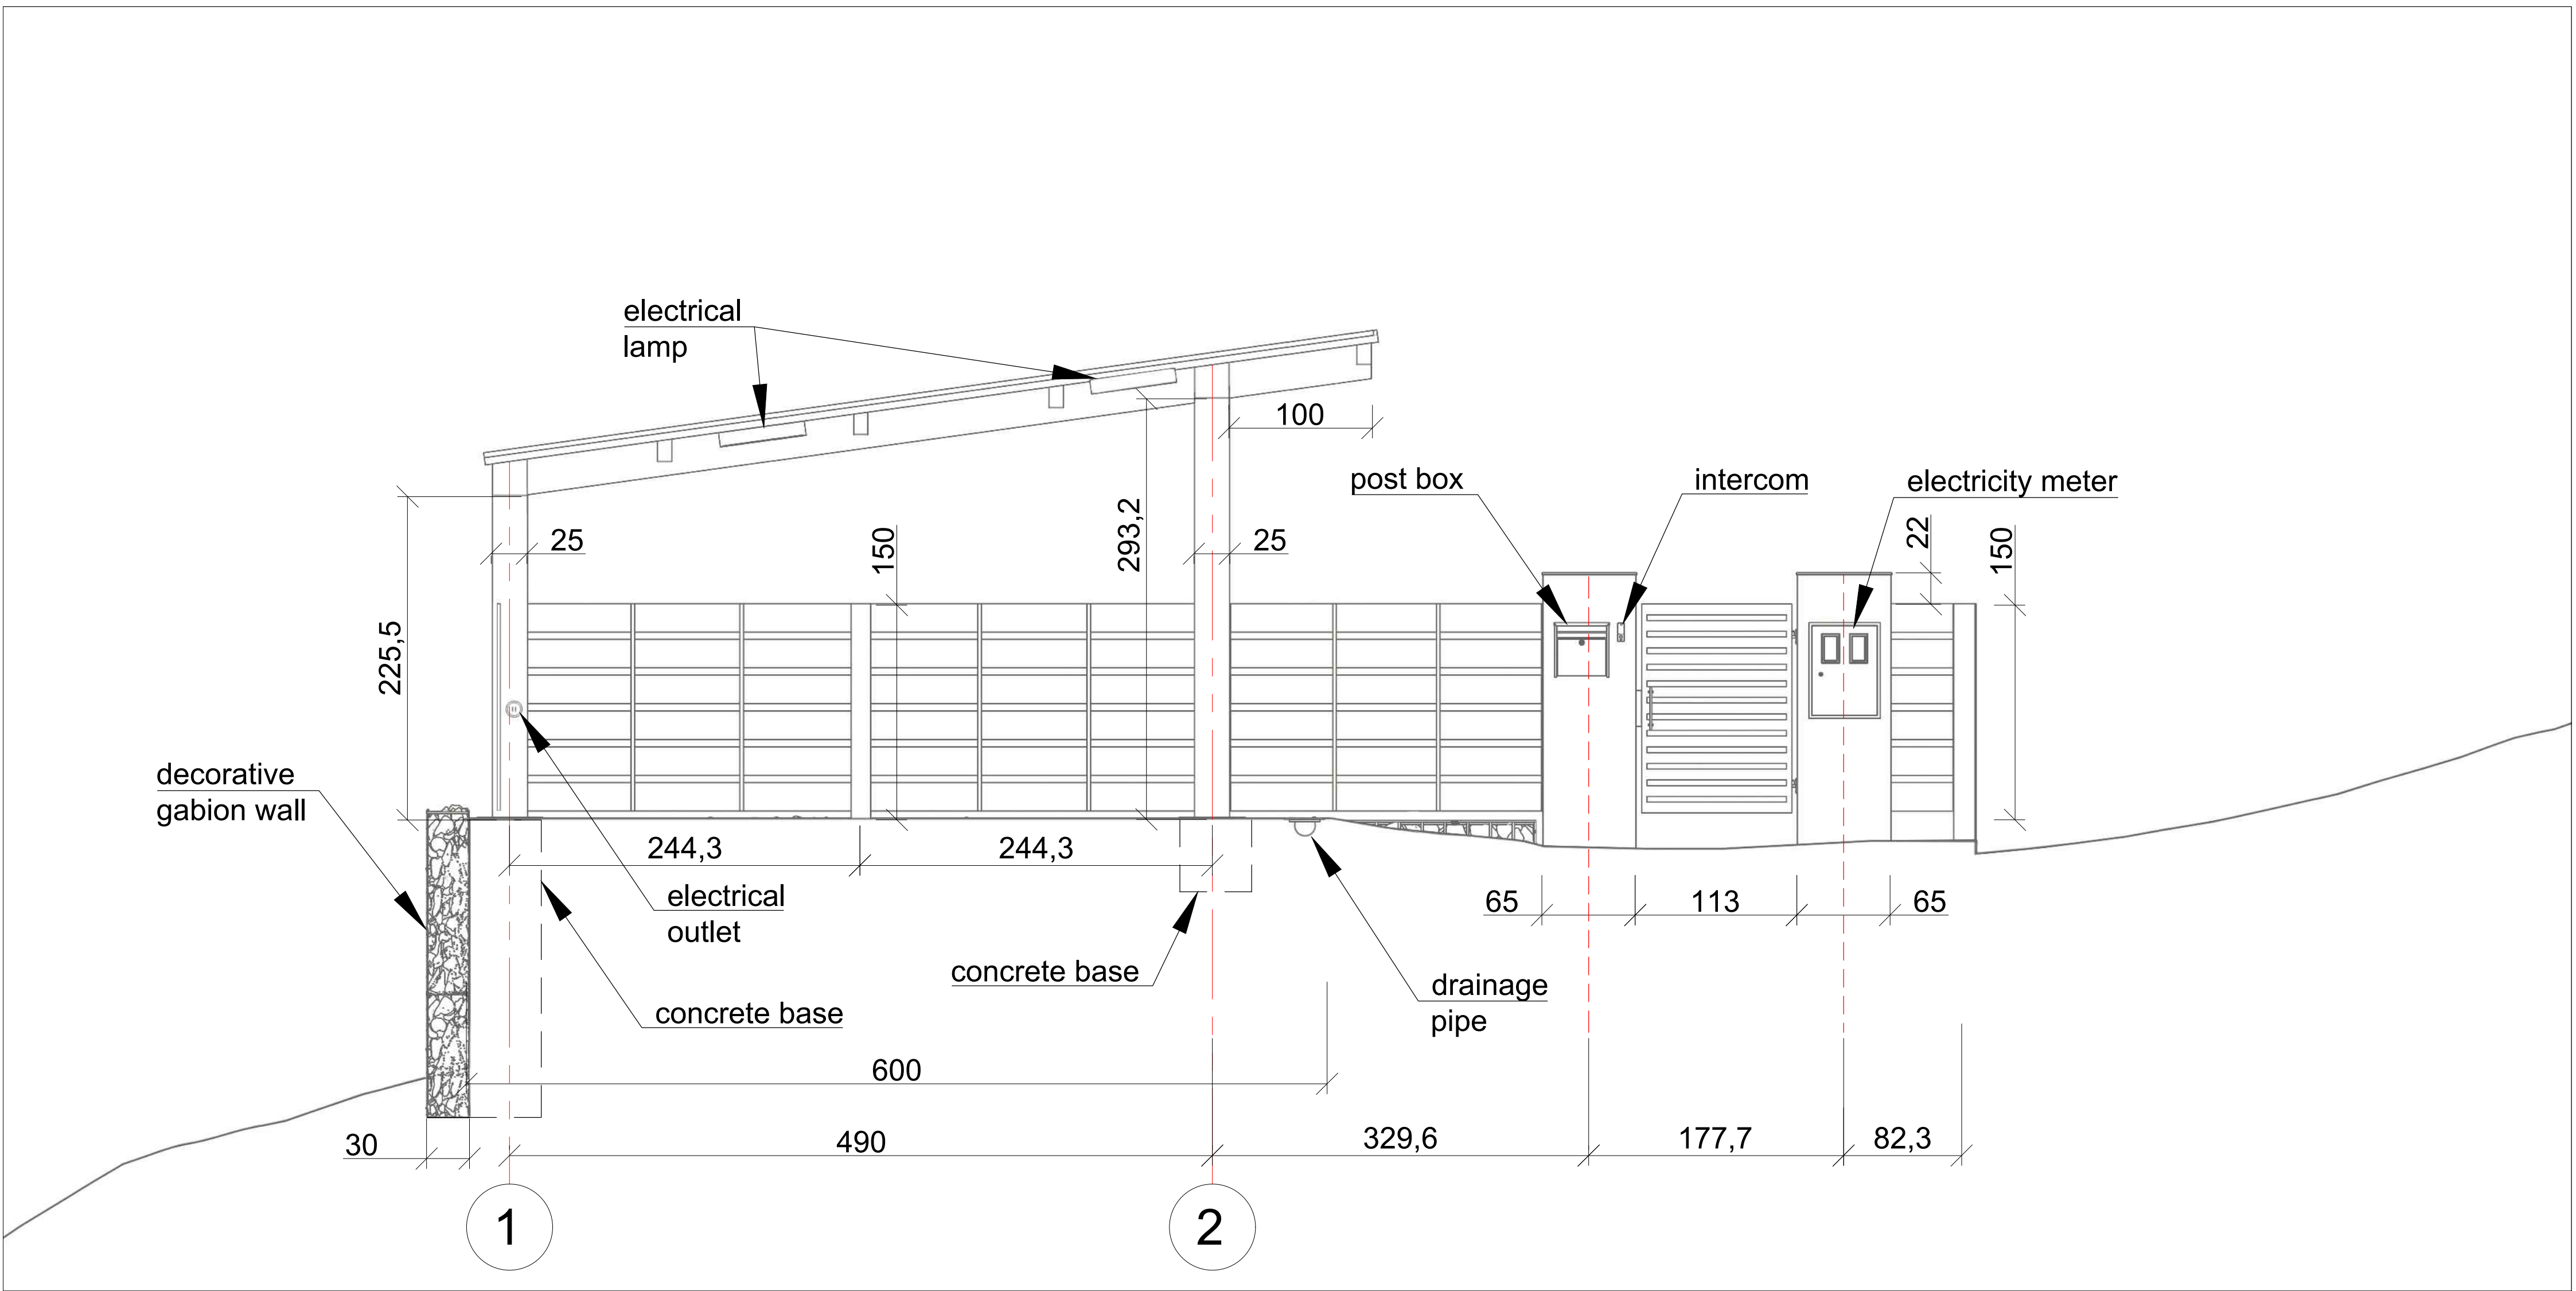 electrical
lamp
100
post box
intercom
electricity meter
25
150
293,2
25
22
150
225,5
decorative
gabion wall
244,3
244,3
electrical
outlet
65
113
65
concrete base
drainage
pipe
concrete base
600
30
490
329,6
177,7
82,3
1
2